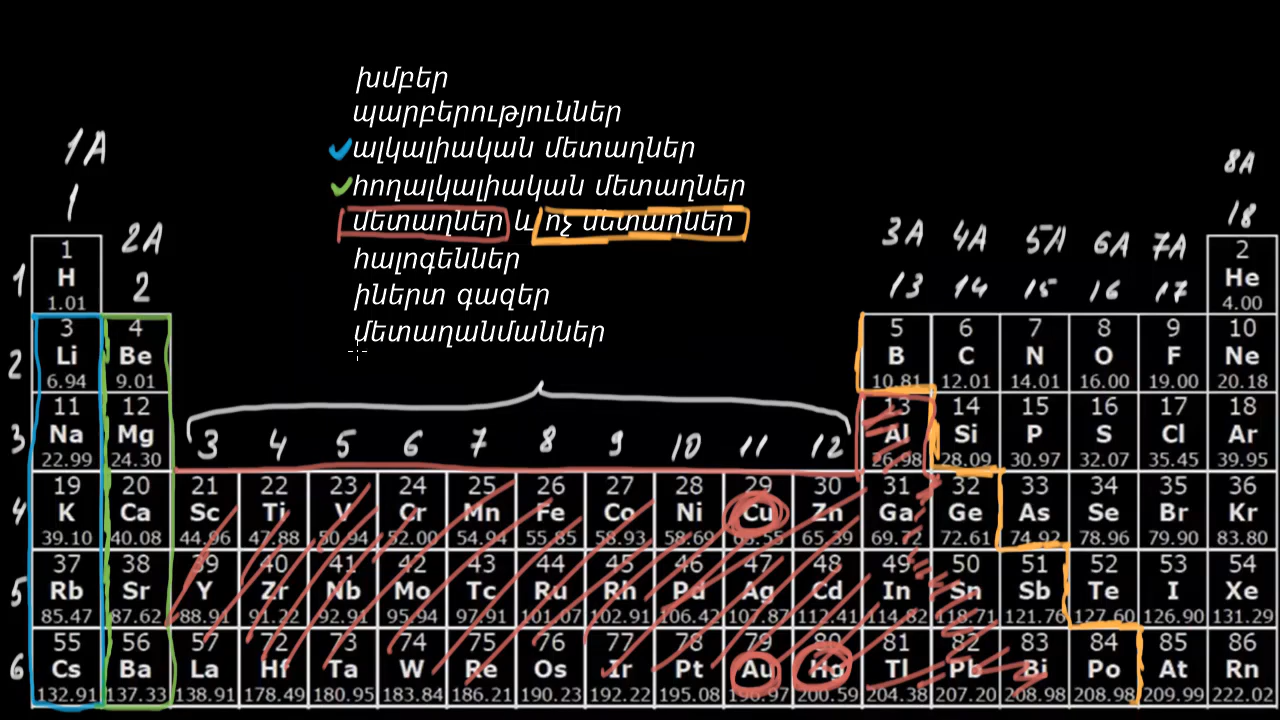 խմբեր
պարբերություններ
ալկալիական մետաղներ
հողալկալիական մետաղներ
մետաղներ և ոչ մետաղներ
հալոգեններ
իներտ գազեր
մետաղանմաններ
1A 2A 3A 4A 5A 6A 7A 8A
1 2 13 14 15 16 17 18
3 4 5 6 7 8 9 10 11 12
1 1 2
H He
1.01 4.00
2 3 4 5 6 7 8 9 10
Li Be B C N O F Ne
6.94 9.01 10.81 12.01 14.01 16.00 19.00 20.18
3 11 12 13 14 15 16 17 18
Na Mg Al Si P S Cl Ar
22.99 24.30 26.98 28.09 30.97 32.07 35.45 39.95
4 19 20 21 22 23 24 25 26 27 28 29 30 31 32 33 34 35 36
K Ca Sc Ti V Cr Mn Fe Co Ni Cu Zn Ga Ge As Se Br Kr
39.10 40.08 44.96 47.88 50.94 52.00 54.94 55.85 58.93 58.69 63.55 65.39 69.72 72.61 74.92 78.96 79.90 83.80
5 37 38 39 40 41 42 43 44 45 46 47 48 49 50 51 52 53 54
Rb Sr Y Zr Nb Mo Tc Ru Rh Pd Ag Cd In Sn Sb Te I Xe
85.47 87.62 88.91 91.22 92.91 95.94 97.91 101.07 102.91 106.42 107.87 112.41 114.82 118.71 121.76 127.60 126.90 131.29
6 55 56 57 72 73 74 75 76 77 78 79 80 81 82 83 84 85 86
Cs Ba La Hf Ta W Re Os Ir Pt Au Hg Tl Pb Bi Po At Rn
132.91 137.33 138.91 178.49 180.95 183.84 186.21 190.23 192.22 195.08 196.97 200.59 204.38 207.20 208.98 208.98 209.99 222.02